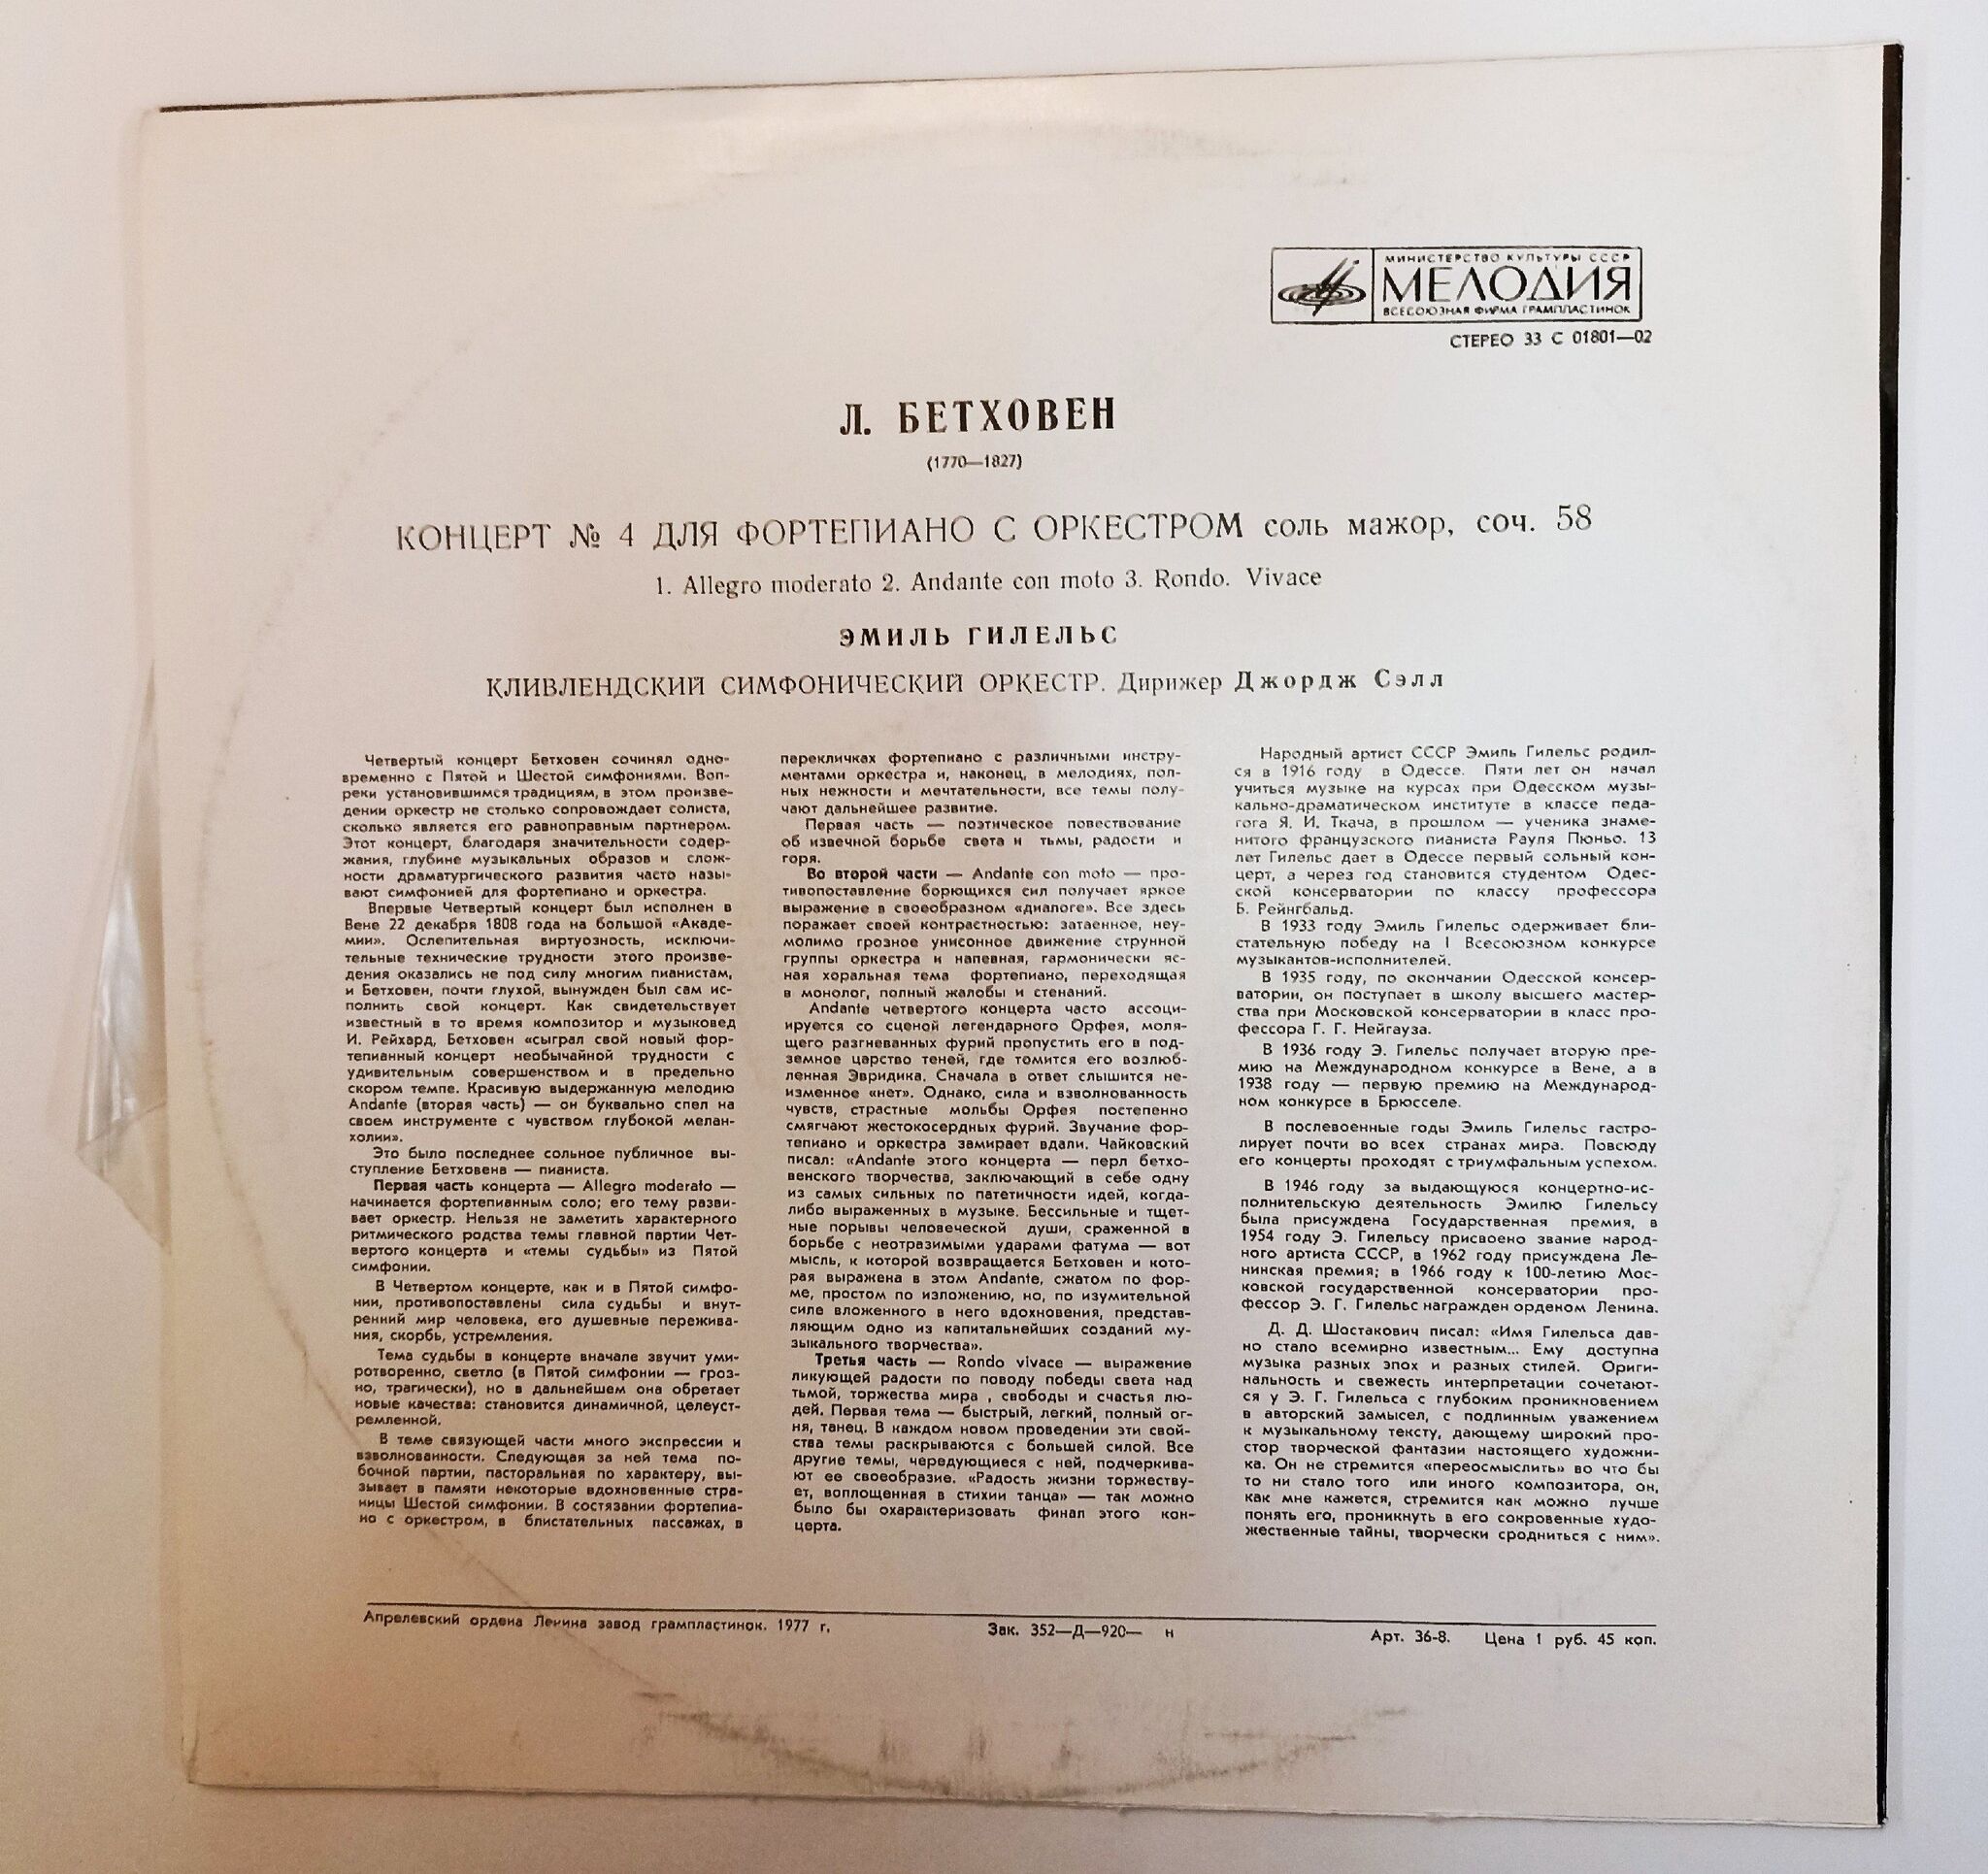 МИНИСТЕРСТВО КУЛЬТУРЫ СССР
МЕЛОДИЯ
ВСЕСОЮЗНАЯ ФИРМА ГРАМПЛАСТИНОК
СТЕРЕО 33 С 01801—02
Л. БЕТХОВЕН
(1770—1827)
КОНЦЕРТ № 4 ДЛЯ ФОРТЕПИАНО С ОРКЕСТРОМ соль мажор, соч. 58
1. Allegro moderato 2. Andante con moto 3. Rondo. Vivace
ЭМИЛЬ ГИЛЕЛЬС
КЛИВЛЕНДСКИЙ СИМФОНИЧЕСКИЙ ОРКЕСТР. Дирижер Джордж Сэлл
Четвертый концерт Бетховен сочинял одно-
временно с Пятой и Шестой симфониями. Воп-
реки установившимся традициям, в этом произве-
дении оркестр не столько сопровождает солиста,
сколько является его равноправным партнером.
Этот концерт, благодаря значительности содер-
жания, глубине музыкальных образов и слож-
ности драматургического развития часто назы-
вают симфонией для фортепиано и оркестра.
Впервые Четвертый концерт был исполнен в
Вене 22 декабря 1808 года на большой «Акаде-
мии». Ослепительная виртуозность, исключи-
тельные технические трудности этого произве-
дения оказались не под силу многим пианистам,
и Бетховен, почти глухой, вынужден был сам ис-
полнить свой концерт. Как свидетельствует
известный в то время композитор и музыковед
И. Рейхард, Бетховен «сыграл свой новый фор-
тепианный концерт необычайной трудности с
удивительным совершенством и в предельно
скором темпе. Красивую выдержанную мелодию
Andante (вторая часть) — он буквально спел на
своем инструменте с чувством глубокой мелан-
холии».
Это было последнее сольное публичное вы-
ступление Бетховена — пианиста.
Первая часть концерта — Allegro moderato —
начинается фортепианным соло; его тему разви-
вает оркестр. Нельзя не заметить характерного
ритмического родства темы главной партии Чет-
вертого концерта и «темы судьбы» из Пятой
симфонии.
В Четвертом концерте, как и в Пятой симфо-
нии, противопоставлены сила судьбы и внут-
ренний мир человека, его душевные пережива-
ния, скорбь, устремления.
Тема судьбы в концерте вначале звучит уми-
ротворенно, светло (в Пятой симфонии — гроз-
но, трагически), но в дальнейшем она обретает
новые качества: становится динамичной, целеуст-
ремленной.
В теме связующей части много экспрессии и
взволнованности. Следующая за ней тема по-
бочной партии, пасторальная по характеру, вы-
зывает в памяти некоторые вдохновенные стра-
ницы Шестой симфонии. В состязании фортепиа-
но с оркестром, в блистательных пассажах, в
перекличках фортепиано с различными инстру-
ментами оркестра и, наконец, в мелодиях, пол-
ных нежности и мечтательности, все темы полу-
чают дальнейшее развитие.
Первая часть — поэтическое повествование
об извечной борьбе света и тьмы, радости и
горя.
Во второй части — Andante con moto — про-
тивопоставление борющихся сил получает яркое
выражение в своеобразном «диалоге». Все здесь
поражает своей контрастностью: затаенное, неу-
молимо грозное унисонное движение струнной
группы оркестра и напевная, гармонически яс-
ная хоральная тема фортепиано, переходящая
в монолог, полный жалобы и стенаний.
Andante четвертого концерта часто ассоци-
ируется со сценой легендарного Орфея, моля-
щего разгневанных фурий пропустить его в под-
земное царство теней, где томится его возлюб-
ленная Эвридика. Сначала в ответ слышится не-
изменное «нет». Однако, сила и взволнованность
чувств, страстные мольбы Орфея постепенно
смягчают жестокосердных фурий. Звучание фор-
тепиано и оркестра замирает вдали. Чайковский
писал: «Andante этого концерта — перл бетхо-
венского творчества, заключающий в себе одну
из самых сильных по патетичности идей, когда-
либо выраженных в музыке. Бессильные и тщет-
ные порывы человеческой души, сраженной в
борьбе с неотразимыми ударами фатума — вот
мысль, к которой возвращается Бетховен и кото-
рая выражена в этом Andante, сжатом по фор-
ме, простом по изложению, но, по изумительной
силе вложенного в него вдохновения, представ-
ляющим одно из капитальнейших созданий му-
зыкального творчества».
Третья часть — Rondo vivace — выражение
ликующей радости по поводу победы света над
тьмой, торжества мира , свободы и счастья лю-
дей. Первая тема — быстрый, легкий, полный ог-
ня, танец. В каждом новом проведении эти свой-
ства темы раскрываются с большей силой. Все
другие темы, чередующиеся с ней, подчеркива-
ют ее своеобразие. «Радость жизни торжеству-
ет, воплощенная в стихии танца» — так можно
было бы охарактеризовать финал этого кон-
церта.
Народный артист СССР Эмиль Гилельс родил-
ся в 1916 году в Одессе. Пяти лет он начал
учиться музыке на курсах при Одесском музы-
кально-драматическом институте в классе педа-
гога Я. И. Ткача, в прошлом — ученика знаме-
нитого французского пианиста Рауля Пюньо. 13
лет Гилельс дает в Одессе первый сольный кон-
церт, а через год становится студентом Одес-
ской консерватории по классу профессора
Б. Рейнгбальд.
В 1933 году Эмиль Гилельс одерживает бли-
стательную победу на I Всесоюзном конкурсе
музыкантов-исполнителей.
В 1935 году, по окончании Одесской консер-
ватории, он поступает в школу высшего мастер-
ства при Московской консерватории в класс про-
фессора Г. Г. Нейгауза.
В 1936 году Э. Гилельс получает вторую пре-
мию на Международном конкурсе в Вене, а в
1938 году — первую премию на Международ-
ном конкурсе в Брюсселе.
В послевоенные годы Эмиль Гилельс гастро-
лирует почти во всех странах мира. Повсюду
его концерты проходят с триумфальным успехом.
В 1946 году за выдающуюся концертно-ис-
полнительскую деятельность Эмилю Гилельсу
была присуждена Государственная премия, в
1954 году Э. Гилельсу присвоено звание народ-
ного артиста СССР, в 1962 году присуждена Ле-
нинская премия; в 1966 году к 100-летию Мос-
ковской государственной консерватории про-
фессор Э. Г. Гилельс награжден орденом Ленина.
Д. Д. Шостакович писал: «Имя Гилельса дав-
но стало всемирно известным... Ему доступна
музыка разных эпох и разных стилей. Ориги-
нальность и свежесть интерпретации сочетают-
ся у Э. Г. Гилельса с глубоким проникновением
в авторский замысел, с подлинным уважением
к музыкальному тексту, дающему широкий про-
стор творческой фантазии настоящего художни-
ка. Он не стремится «переосмыслить» во что бы
то ни стало того или иного композитора, он,
как мне кажется, стремится как можно лучше
понять его, проникнуть в его сокровенные худо-
жественные тайны, творчески сродниться с ним».
Апрелевский ордена Ленина завод грампластинок. 1977 г.
Зак. 352—Д—920— н
Арт. 36-8. Цена 1 руб. 45 коп.